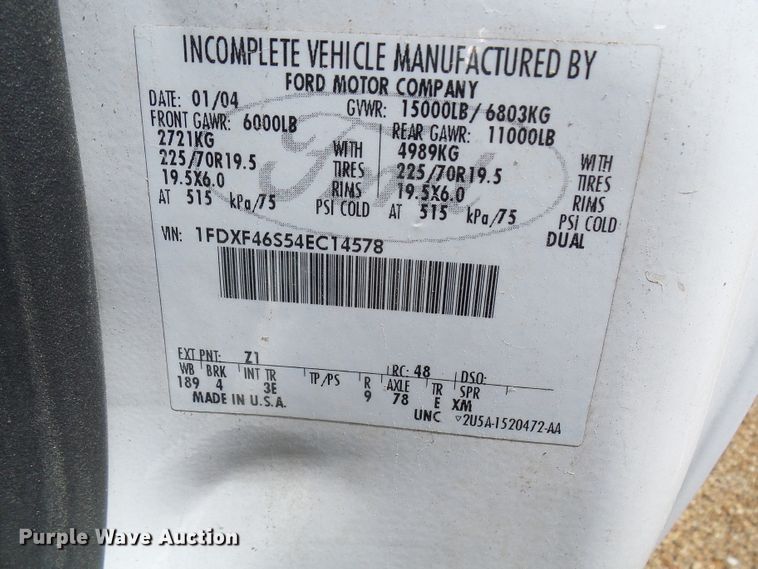 INCOMPLETE VEHICLE MANUFACTURED BY
FORD MOTOR COMPANY
DATE: 01/04 GVWR: 15000LB/ 6803KG
FRONT GAWR: 6000LB REAR GAWR: 11000LB
2721KG WITH 4989KG WITH
225/70R19.5 TIRES 225/70R19.5 TIRES
19.5X6.0 RIMS 19.5X6.0 RIMS
AT 515 kPa/75 PSI COLD AT 515 kPa/75 PSI COLD
DUAL
Ford
VIN: 1FDXF46S54EC14578
EXT PNT: Z1 RC: 48 DSO:
WB BRK INT TR TP/PS R AXLE TR SPR
189 4 3E 9 78 E XM
MADE IN U.S.A. UNC ▽2U5A-1520472-AA
Purple Wave Auction